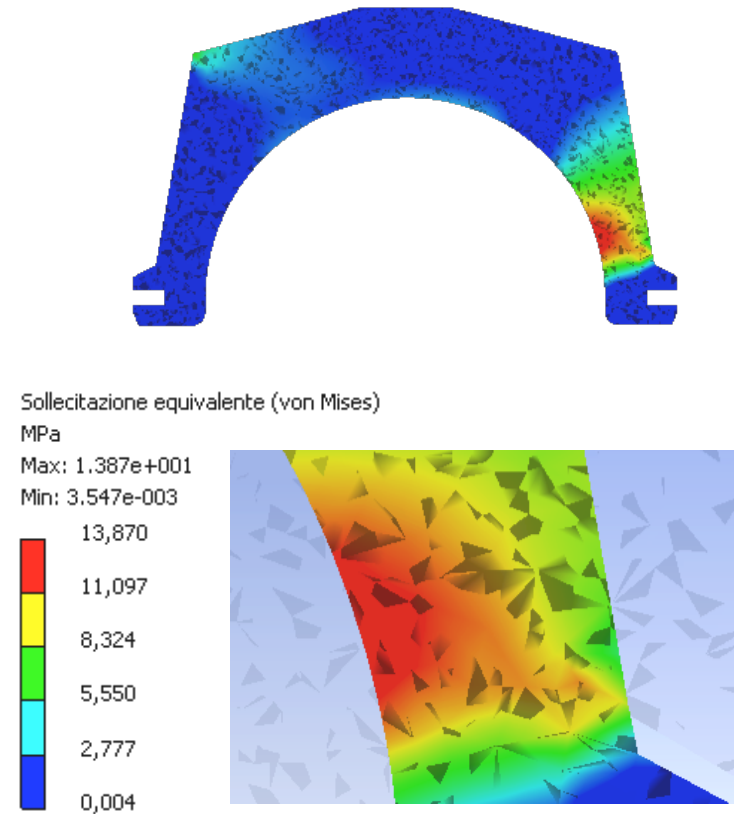 Sollecitazione equivalente (von Mises)
MPa
Max: 1.387e+001
Min: 3.547e-003
13,870
11,097
8,324
5,550
2,777
0,004